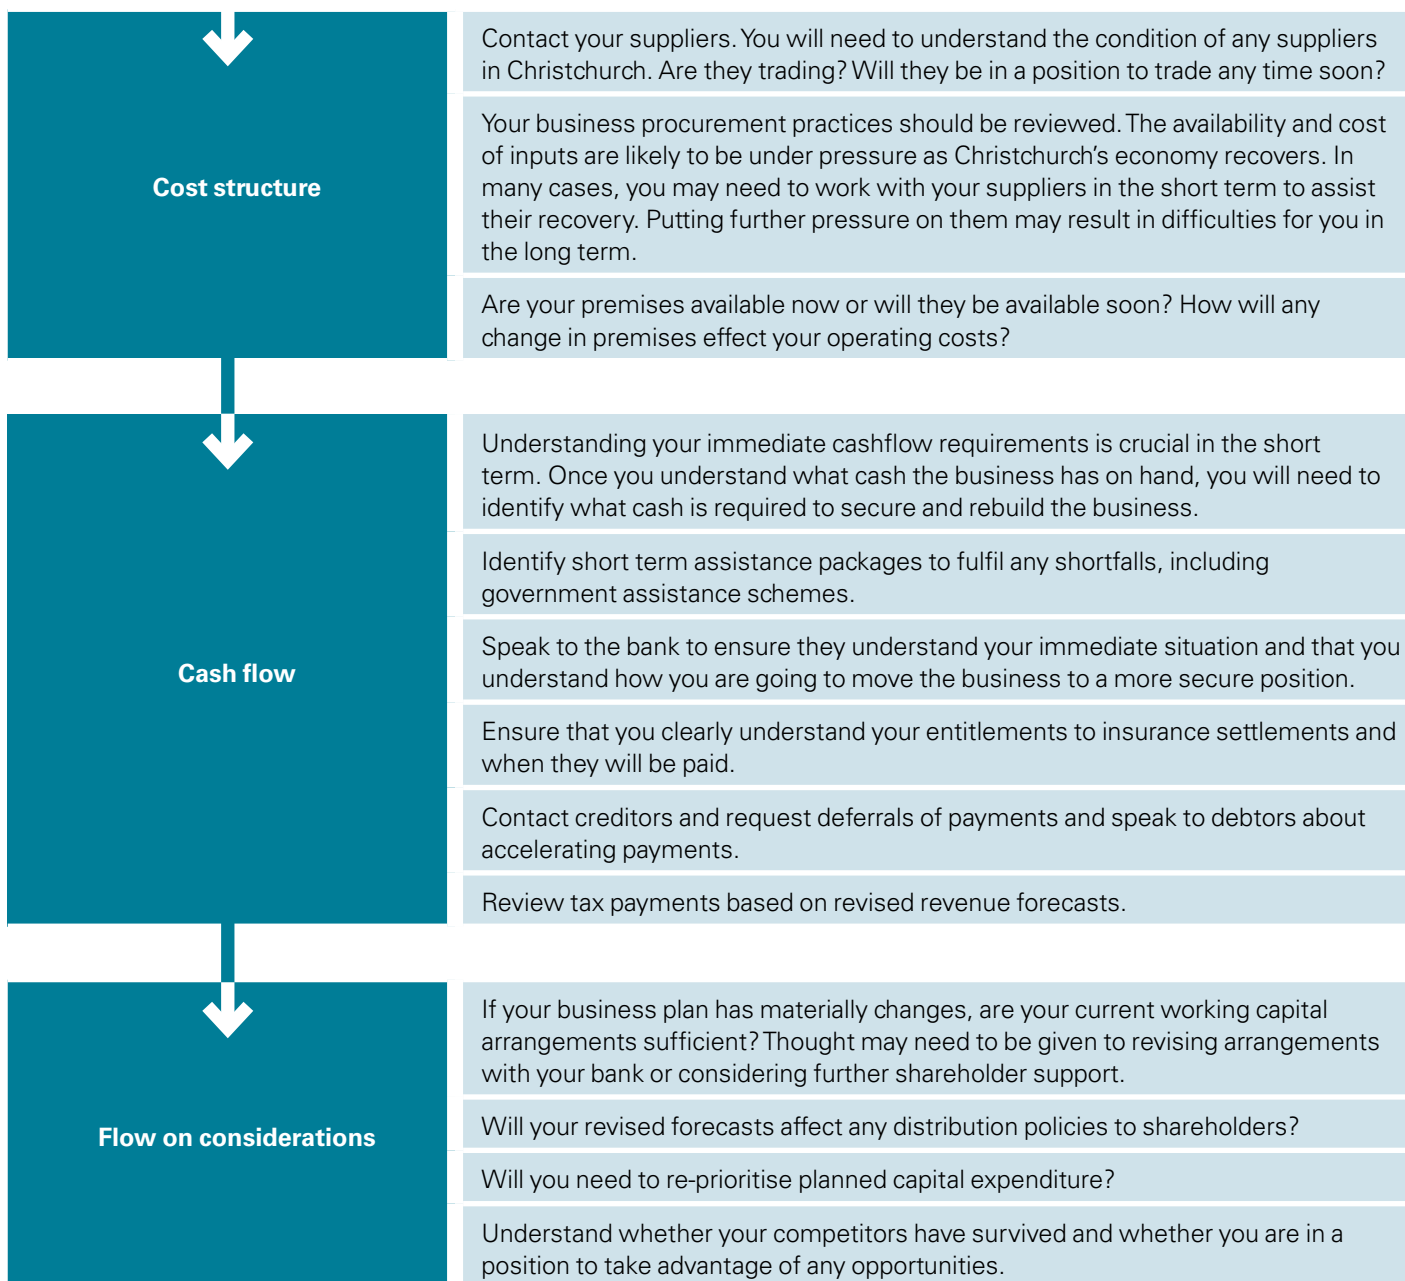 Contact your suppliers. You will need to understand the condition of any suppliers
in Christchurch. Are they trading? Will they be in a position to trade any time soon?
Cost structure
Your business procurement practices should be reviewed. The availability and cost
of inputs are likely to be under pressure as Christchurch’s economy recovers. In
many cases, you may need to work with your suppliers in the short term to assist
their recovery. Putting further pressure on them may result in difficulties for you in
the long term.
Are your premises available now or will they be available soon? How will any
change in premises effect your operating costs?
Cash flow
Understanding your immediate cashflow requirements is crucial in the short
term. Once you understand what cash the business has on hand, you will need to
identify what cash is required to secure and rebuild the business.
Identify short term assistance packages to fulfil any shortfalls, including
government assistance schemes.
Speak to the bank to ensure they understand your immediate situation and that you
understand how you are going to move the business to a more secure position.
Ensure that you clearly understand your entitlements to insurance settlements and
when they will be paid.
Contact creditors and request deferrals of payments and speak to debtors about
accelerating payments.
Review tax payments based on revised revenue forecasts.
Flow on considerations
If your business plan has materially changes, are your current working capital
arrangements sufficient? Thought may need to be given to revising arrangements
with your bank or considering further shareholder support.
Will your revised forecasts affect any distribution policies to shareholders?
Will you need to re-prioritise planned capital expenditure?
Understand whether your competitors have survived and whether you are in a
position to take advantage of any opportunities.